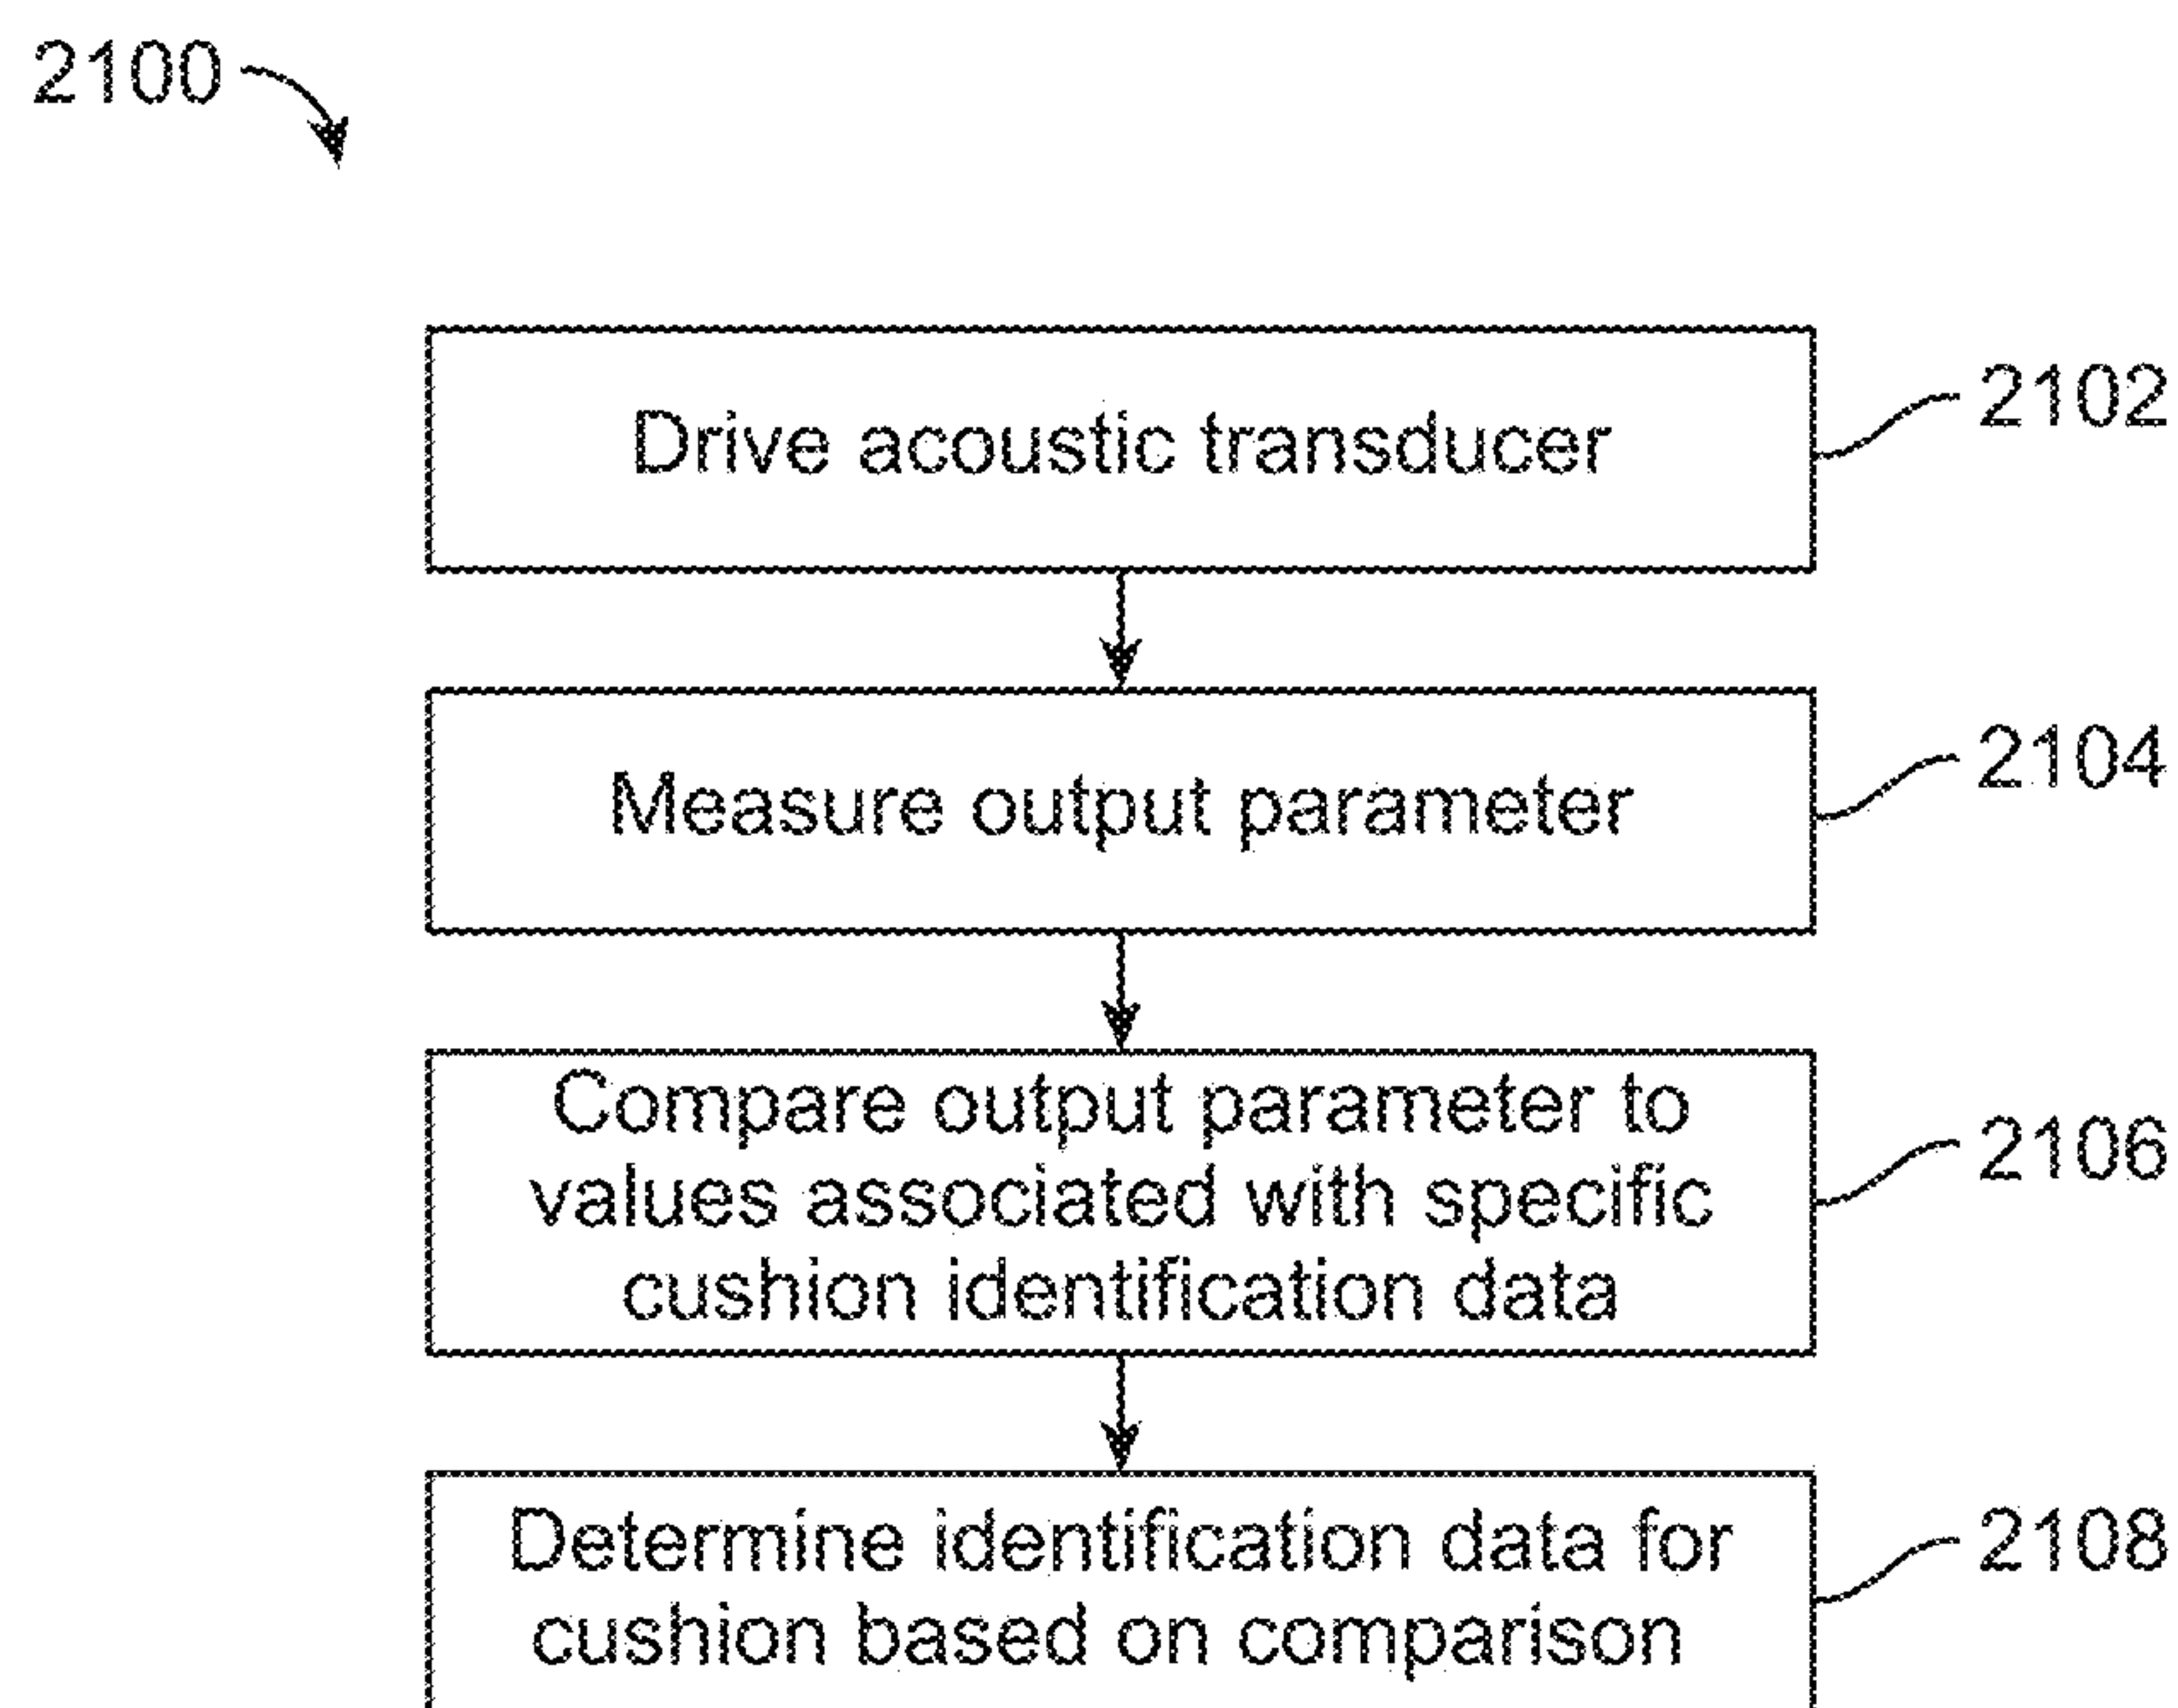 2100
Drive acoustic transducer
2102
Measure output parameter
2104
Compare output parameter to
values associated with specific
cushion identification data
2106
Determine identification data for
cushion based on comparison
2108